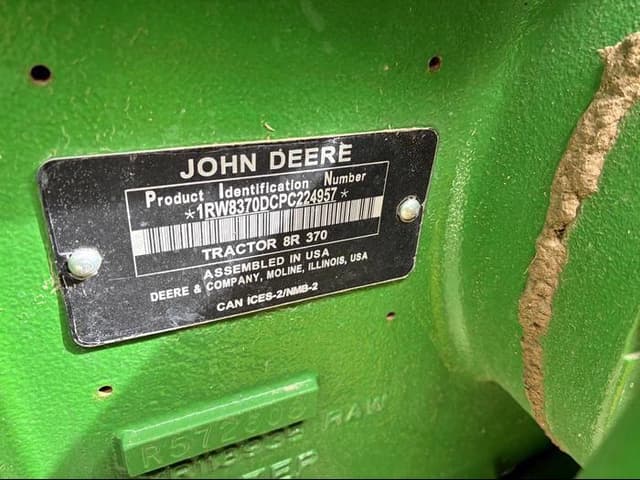 JOHN DEERE
Product Identification Number
*1RW8370DCPC224957*
TRACTOR 8R 370
ASSEMBLED IN USA
DEERE & COMPANY, MOLINE, ILLINOIS, USA
CAN ICES-2/NMB-2
RAW